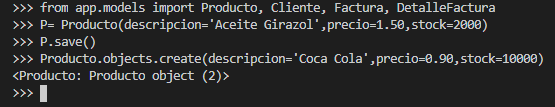 >>> from app.models import Producto, Cliente, Factura, DetalleFactura
>>> P= Producto(descripcion='Aceite Girazol',precio=1.50,stock=2000)
>>> P.save()
>>> Producto.objects.create(descripcion='Coca Cola',precio=0.90,stock=10000)
<Producto: Producto object (2)>
>>>